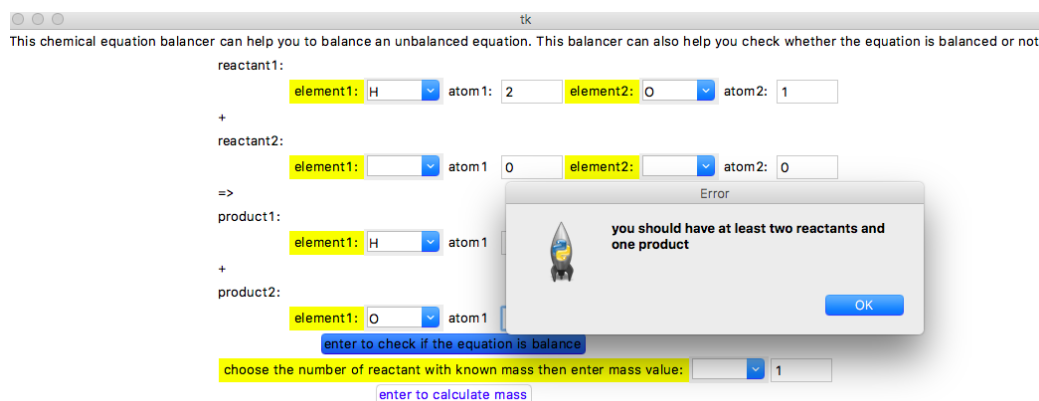 tk
This chemical equation balancer can help you to balance an unbalanced equation. This balancer can also help you check whether the equation is balanced or not
reactant1:
element1: H atom1: 2 element2: O atom2: 1
+
reactant2:
element1: atom1 0 element2: atom2: 0
=>
product1:
element1: H atom1
+
product2:
element1: O atom1
Error
you should have at least two reactants and
one product
OK
enter to check if the equation is balance
choose the number of reactant with known mass then enter mass value: 1
enter to calculate mass